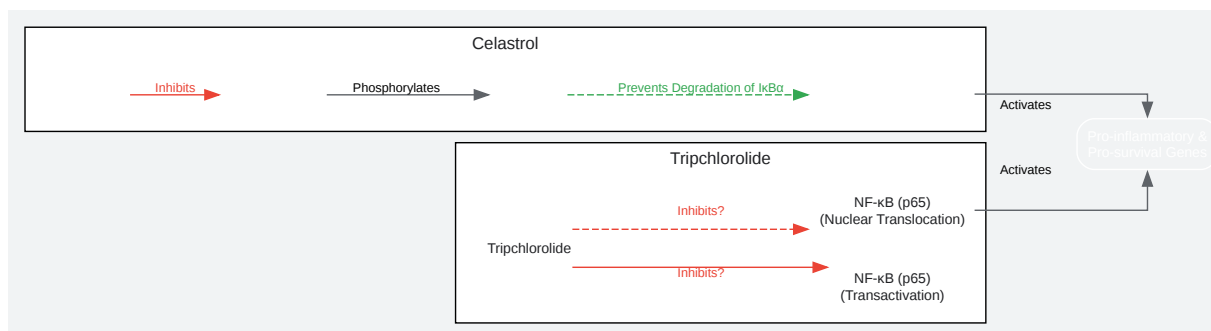 Celastrol
Inhibits
Phosphorylates
Prevents Degradation of IκBα
Activates
Pro-inflammatory &
Pro-survival Genes
Tripchlorolide
Activates
Inhibits?
NF-κB (p65)
(Nuclear Translocation)
Tripchlorolide
Inhibits?
NF-κB (p65)
(Transactivation)